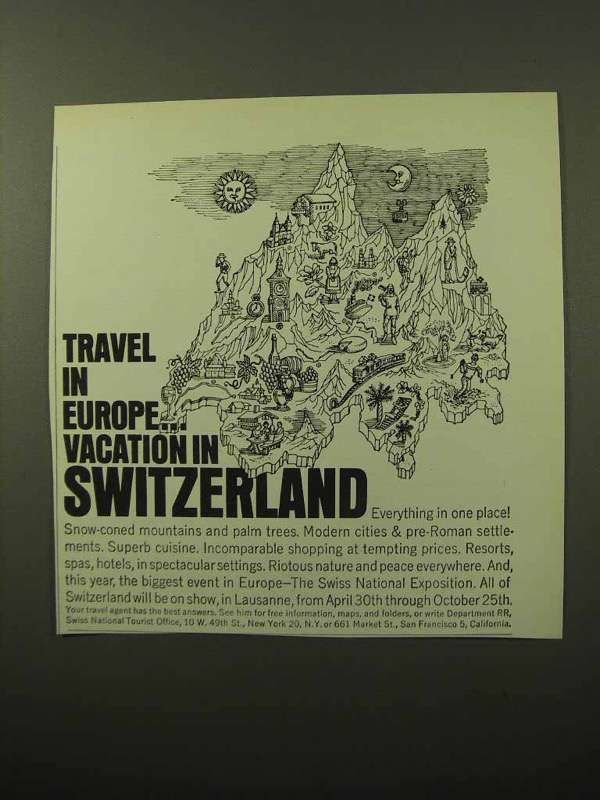 TRAVEL
IN
EUROPE...
VACATION IN
SWITZERLAND Everything in one place!
Snow-coned mountains and palm trees. Modern cities & pre-Roman settle-
ments. Superb cuisine. Incomparable shopping at tempting prices. Resorts,
spas, hotels, in spectacular settings. Riotous nature and peace everywhere. And,
this year, the biggest event in Europe—The Swiss National Exposition. All of
Switzerland will be on show, in Lausanne, from April 30th through October 25th.
Your travel agent has the best answers. See him for free information, maps, and folders, or write Department RR,
Swiss National Tourist Office, 10 W. 49th St., New York 20, N.Y. or 661 Market St., San Francisco 5, California.